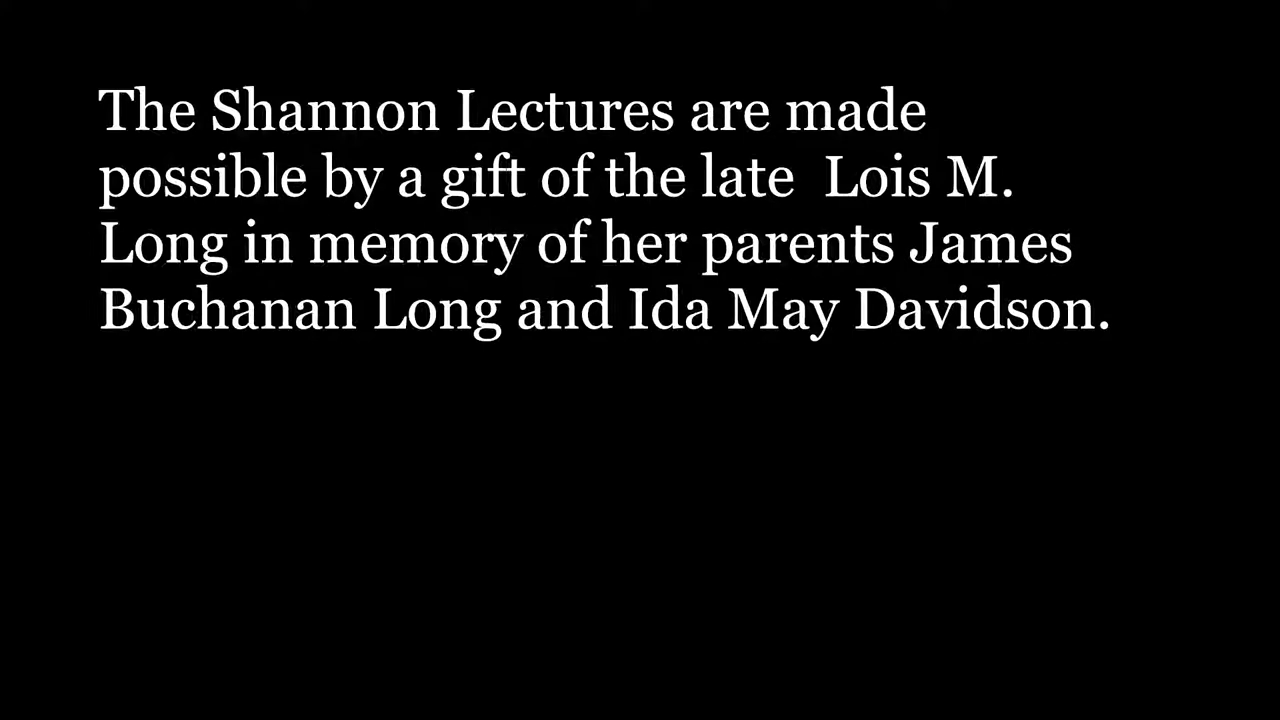 The Shannon Lectures are made
possible by a gift of the late  Lois M.
Long in memory of her parents James
Buchanan Long and Ida May Davidson.